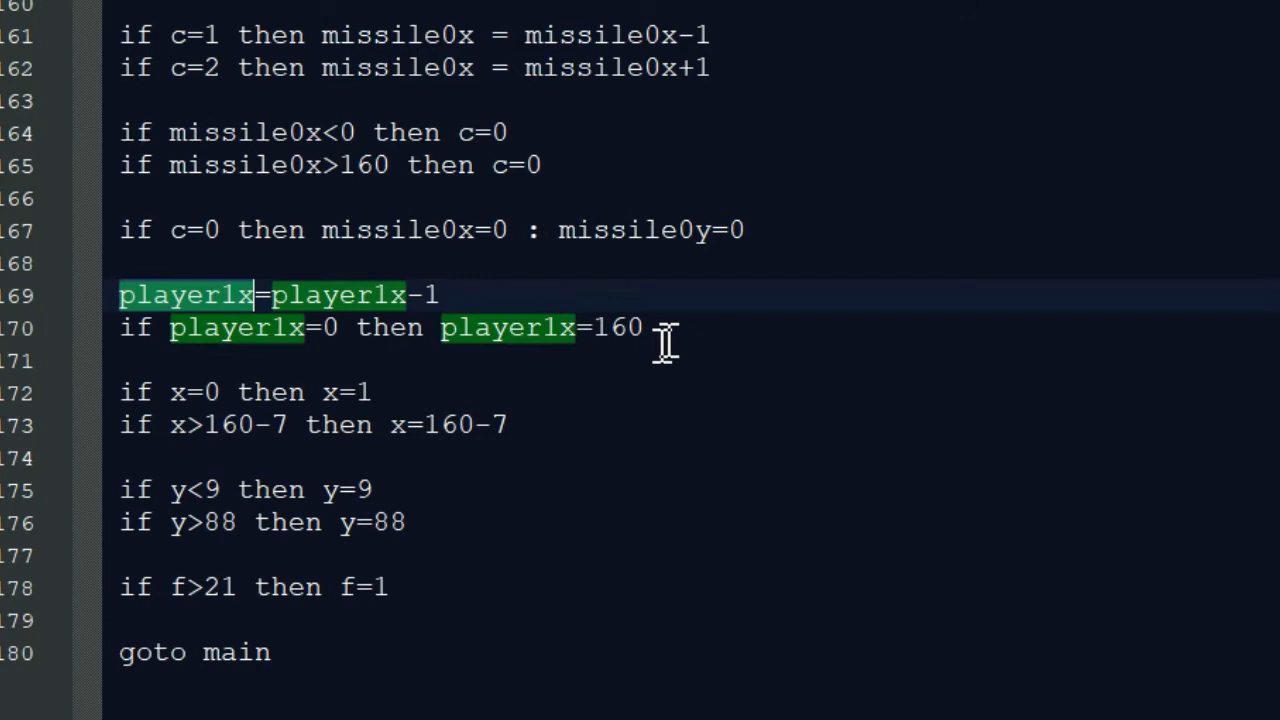 160
161 if c=1 then missile0x = missile0x-1
162 if c=2 then missile0x = missile0x+1
163
164 if missile0x<0 then c=0
165 if missile0x>160 then c=0
166
167 if c=0 then missile0x=0 : missile0y=0
168
169 player1x=player1x-1
170 if player1x=0 then player1x=160
171
172 if x=0 then x=1
173 if x>160-7 then x=160-7
174
175 if y<9 then y=9
176 if y>88 then y=88
177
178 if f>21 then f=1
179
180 goto main